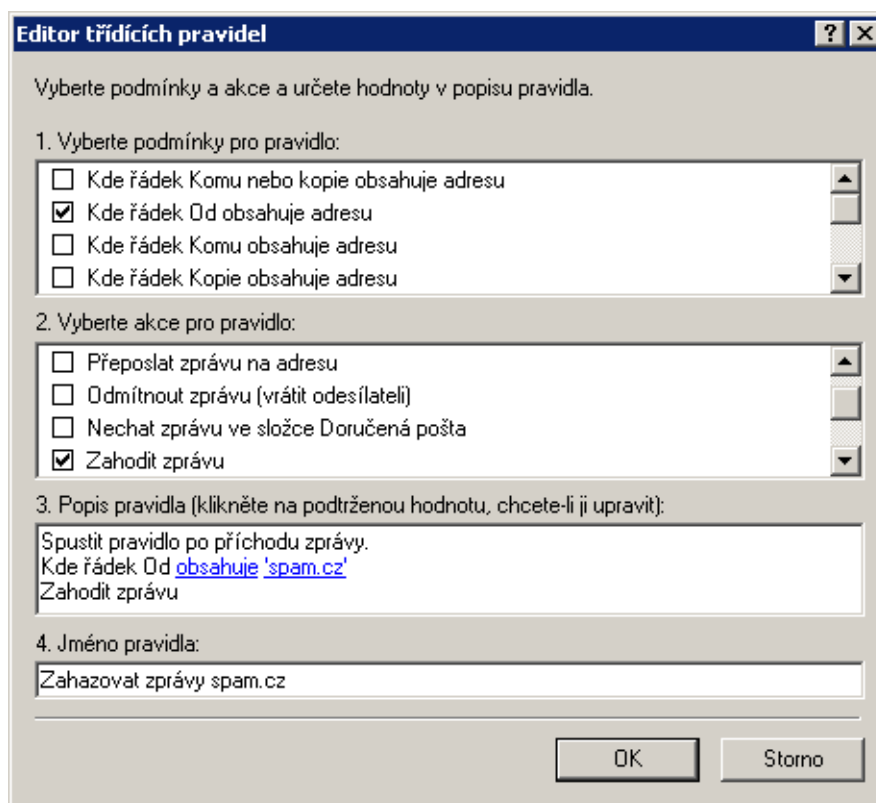 Editor třídících pravidel
Vyberte podmínky a akce a určete hodnoty v popisu pravidla.
1. Vyberte podmínky pro pravidlo:
Kde řádek Komu nebo kopie obsahuje adresu
Kde řádek Od obsahuje adresu
Kde řádek Komu obsahuje adresu
Kde řádek Kopie obsahuje adresu
2. Vyberte akce pro pravidlo:
Přeposlat zprávu na adresu
Odmítnout zprávu (vrátit odesílateli)
Nechat zprávu ve složce Doručená pošta
Zahodit zprávu
3. Popis pravidla (klikněte na podtrženou hodnotu, chcete-li ji upravit):
Spustit pravidlo po příchodu zprávy.
Kde řádek Od obsahuje 'spam.cz'
Zahodit zprávu
4. Jméno pravidla:
Zahazovat zprávy spam.cz
OK Storno